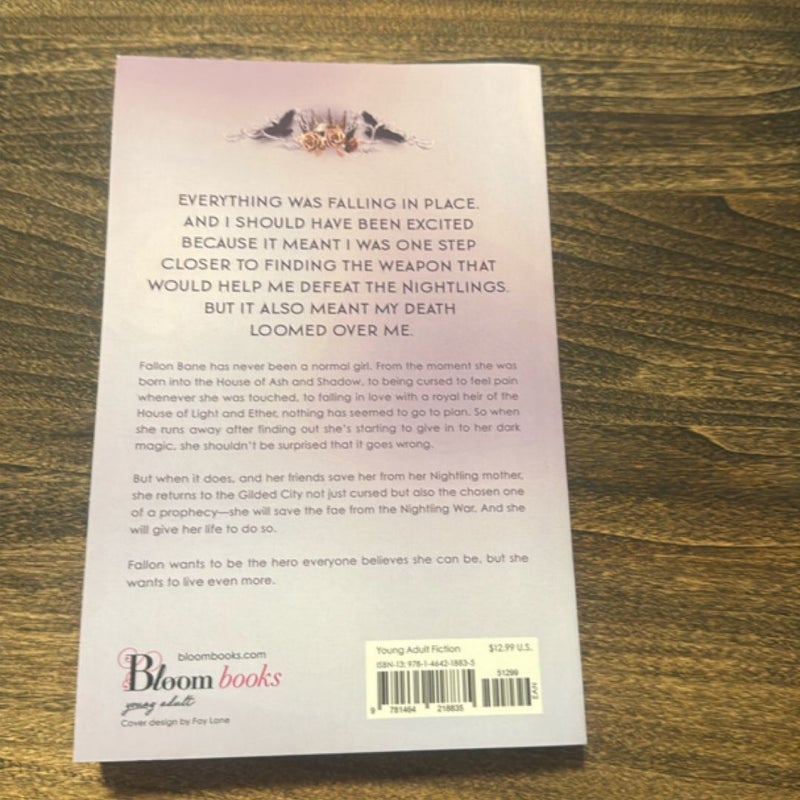 EVERYTHING WAS FALLING IN PLACE.
AND I SHOULD HAVE BEEN EXCITED
BECAUSE IT MEANT I WAS ONE STEP
CLOSER TO FINDING THE WEAPON THAT
WOULD HELP ME DEFEAT THE NIGHTLINGS.
BUT IT ALSO MEANT MY DEATH
LOOMED OVER ME.
Fallon Bane has never been a normal girl. From the moment she was
born into the House of Ash and Shadow, to being cursed to feel pain
whenever she was touched, to falling in love with a royal heir of the
House of Light and Ether, nothing has seemed to go to plan. So when
she runs away after finding out she's starting to give in to her dark
magic, she shouldn't be surprised that it goes wrong.
But when it does, and her friends save her from her Nightling mother,
she returns to the Gilded City not just cursed but also the chosen one
of a prophecy—she will save the fae from the Nightling War. And she
will give her life to do so.
Fallon wants to be the hero everyone believes she can be, but she
wants to live even more.
bloombooks.com
Bloom books
young adult
Cover design by Fay Lane
Young Adult Fiction $12.99 U.S.
ISBN-13: 978-1-4642-1883-5
51299
EAN
9 781464 218835